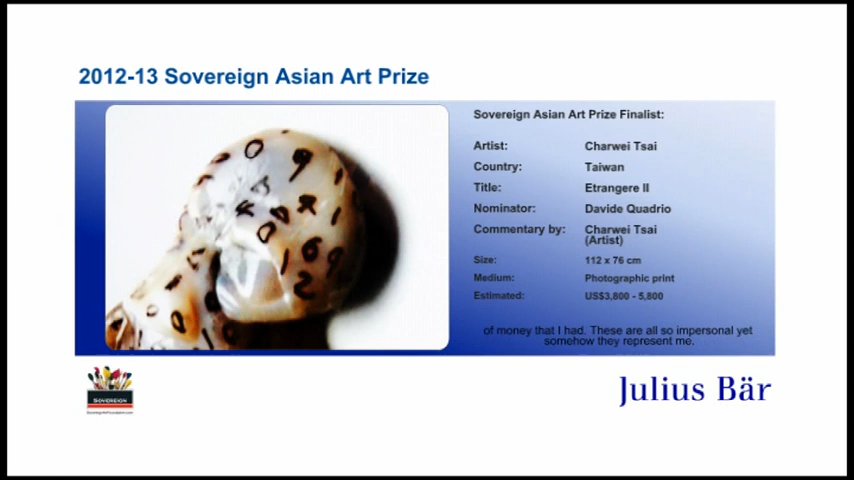 2012-13 Sovereign Asian Art Prize
Sovereign Asian Art Prize Finalist:
Artist: Charwei Tsai
Country: Taiwan
Title: Etrangere II
Nominator: Davide Quadrio
Commentary by: Charwei Tsai
(Artist)
Size: 112 x 76 cm
Medium: Photographic print
Estimated: US$3,800 - 5,800
of money that I had. These are all so impersonal yet
somehow they represent me.
SOVEREIGN
Julius Bär